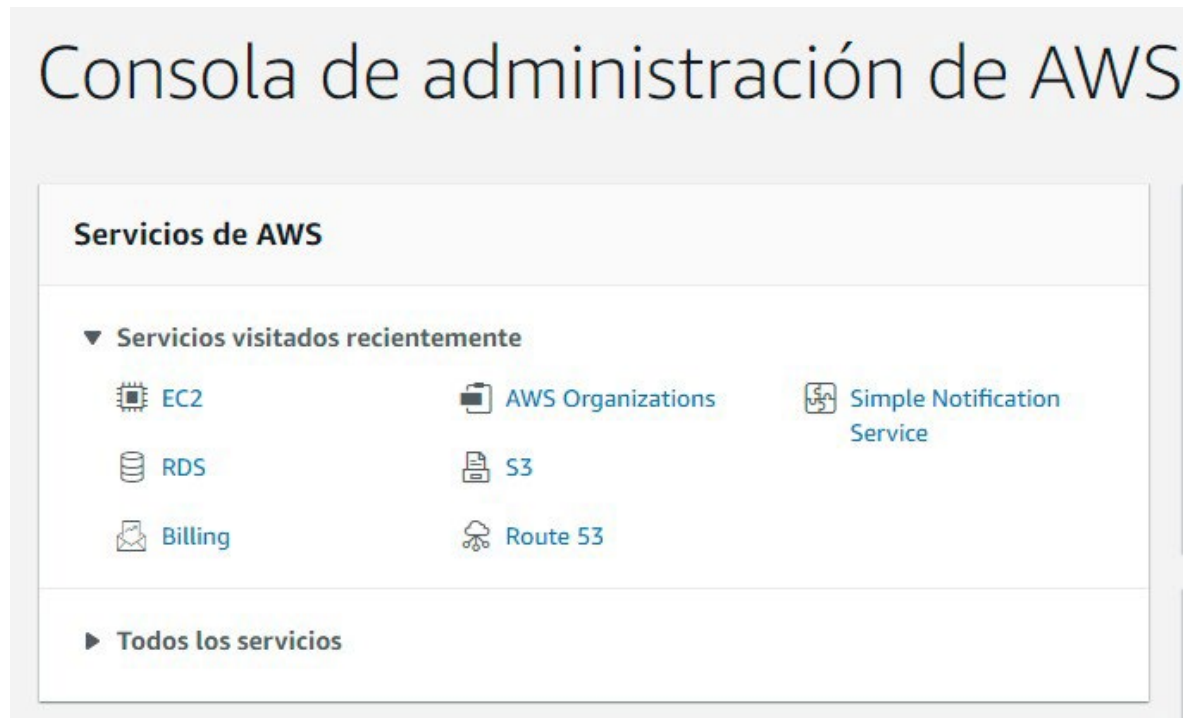 Consola de administración de AWS
Servicios de AWS
Servicios visitados recientemente
EC2
AWS Organizations
Simple Notification
Service
RDS
S3
Billing
Route 53
Todos los servicios